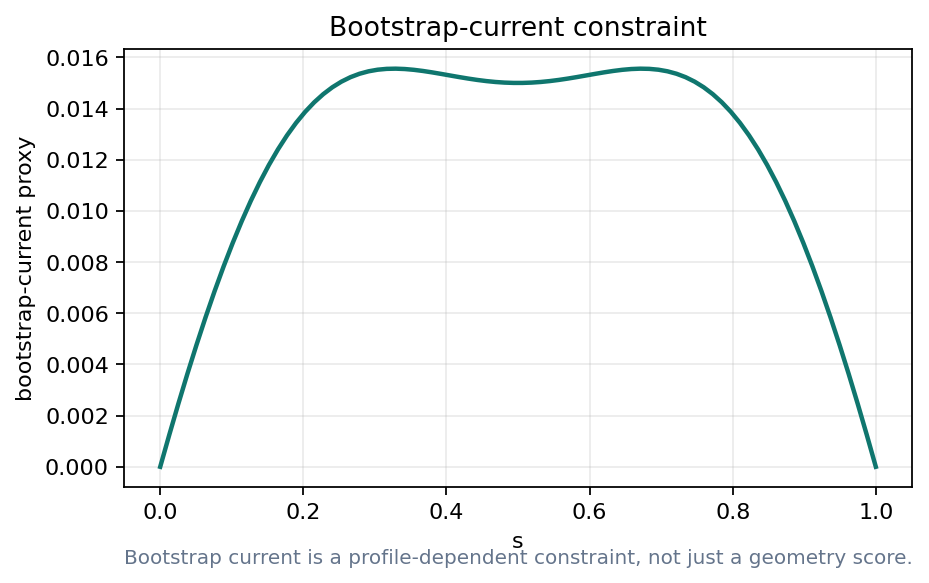 Bootstrap-current constraint
bootstrap-current proxy
0.016
0.014
0.012
0.010
0.008
0.006
0.004
0.002
0.000
0.0 0.2 0.4 0.6 0.8 1.0
s
Bootstrap current is a profile-dependent constraint, not just a geometry score.